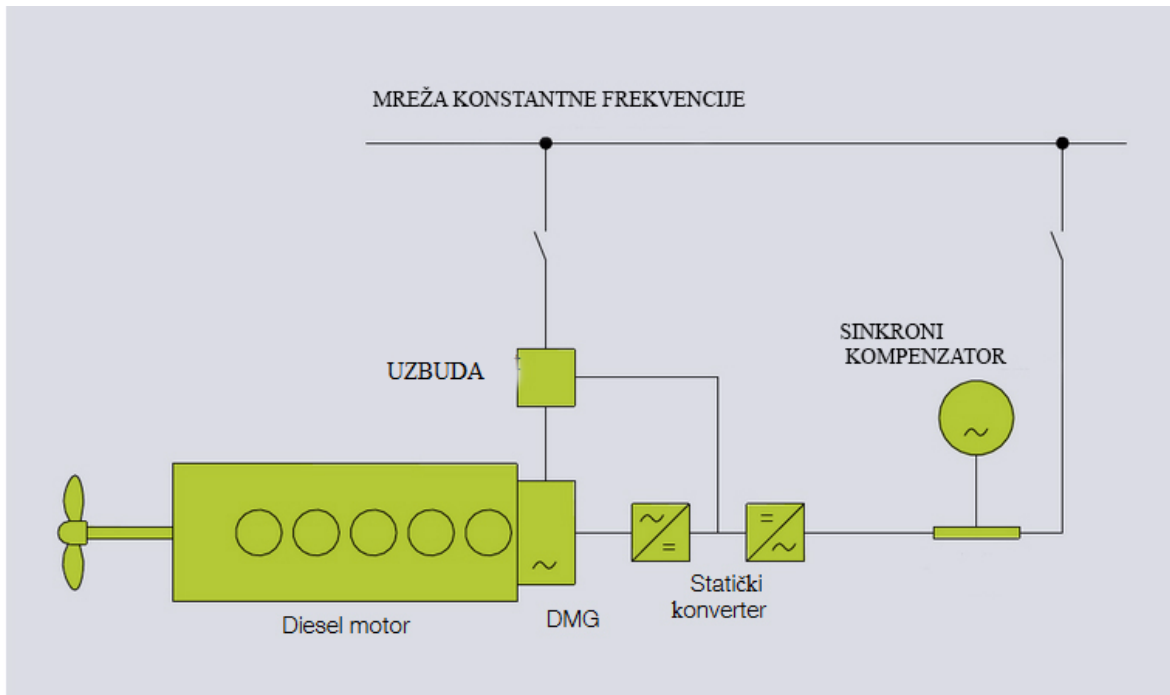 MREŽA KONSTANTNE FREKVENCIJE
SINKRONI
KOMPENZATOR
UZBUDA
Statički
konverter
DMG
Diesel motor